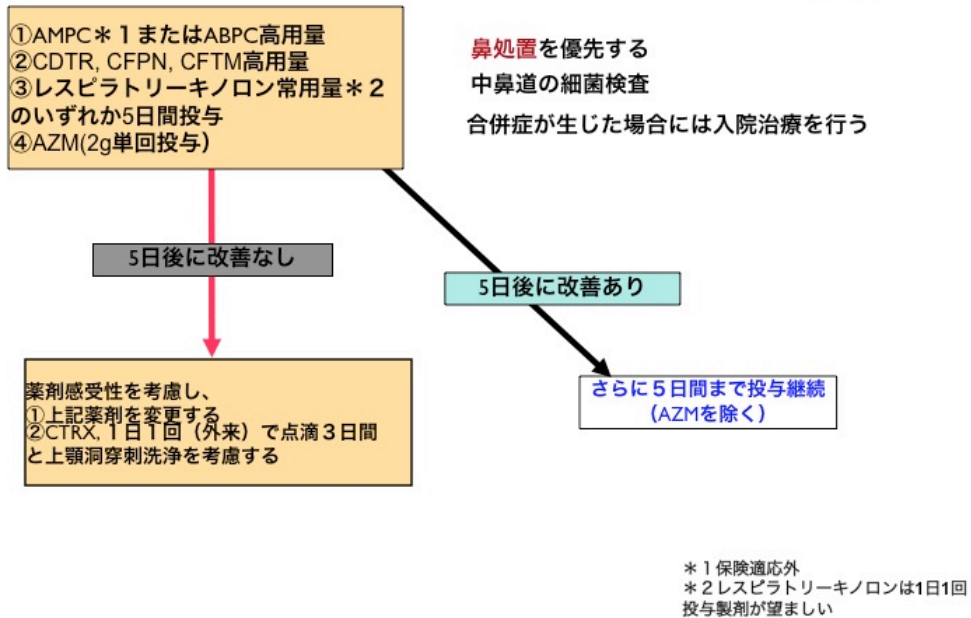 ①AMPC＊1またはABPC高用量
②CDTR, CFPN, CFTM高用量
③レスピラトリーキノロン常用量＊2
のいずれか5日間投与
④AZM(2g単回投与）
鼻処置を優先する
中鼻道の細菌検査
合併症が生じた場合には入院治療を行う
5日後に改善なし
5日後に改善あり
薬剤感受性を考慮し、
①上記薬剤を変更する
②CTRX, 1日1回（外来）で点滴３日間
と上顎洞穿刺洗浄を考慮する
さらに５日間まで投与継続
（AZMを除く）
＊1保険適応外
＊2レスピラトリーキノロンは1日1回
投与製剤が望ましい